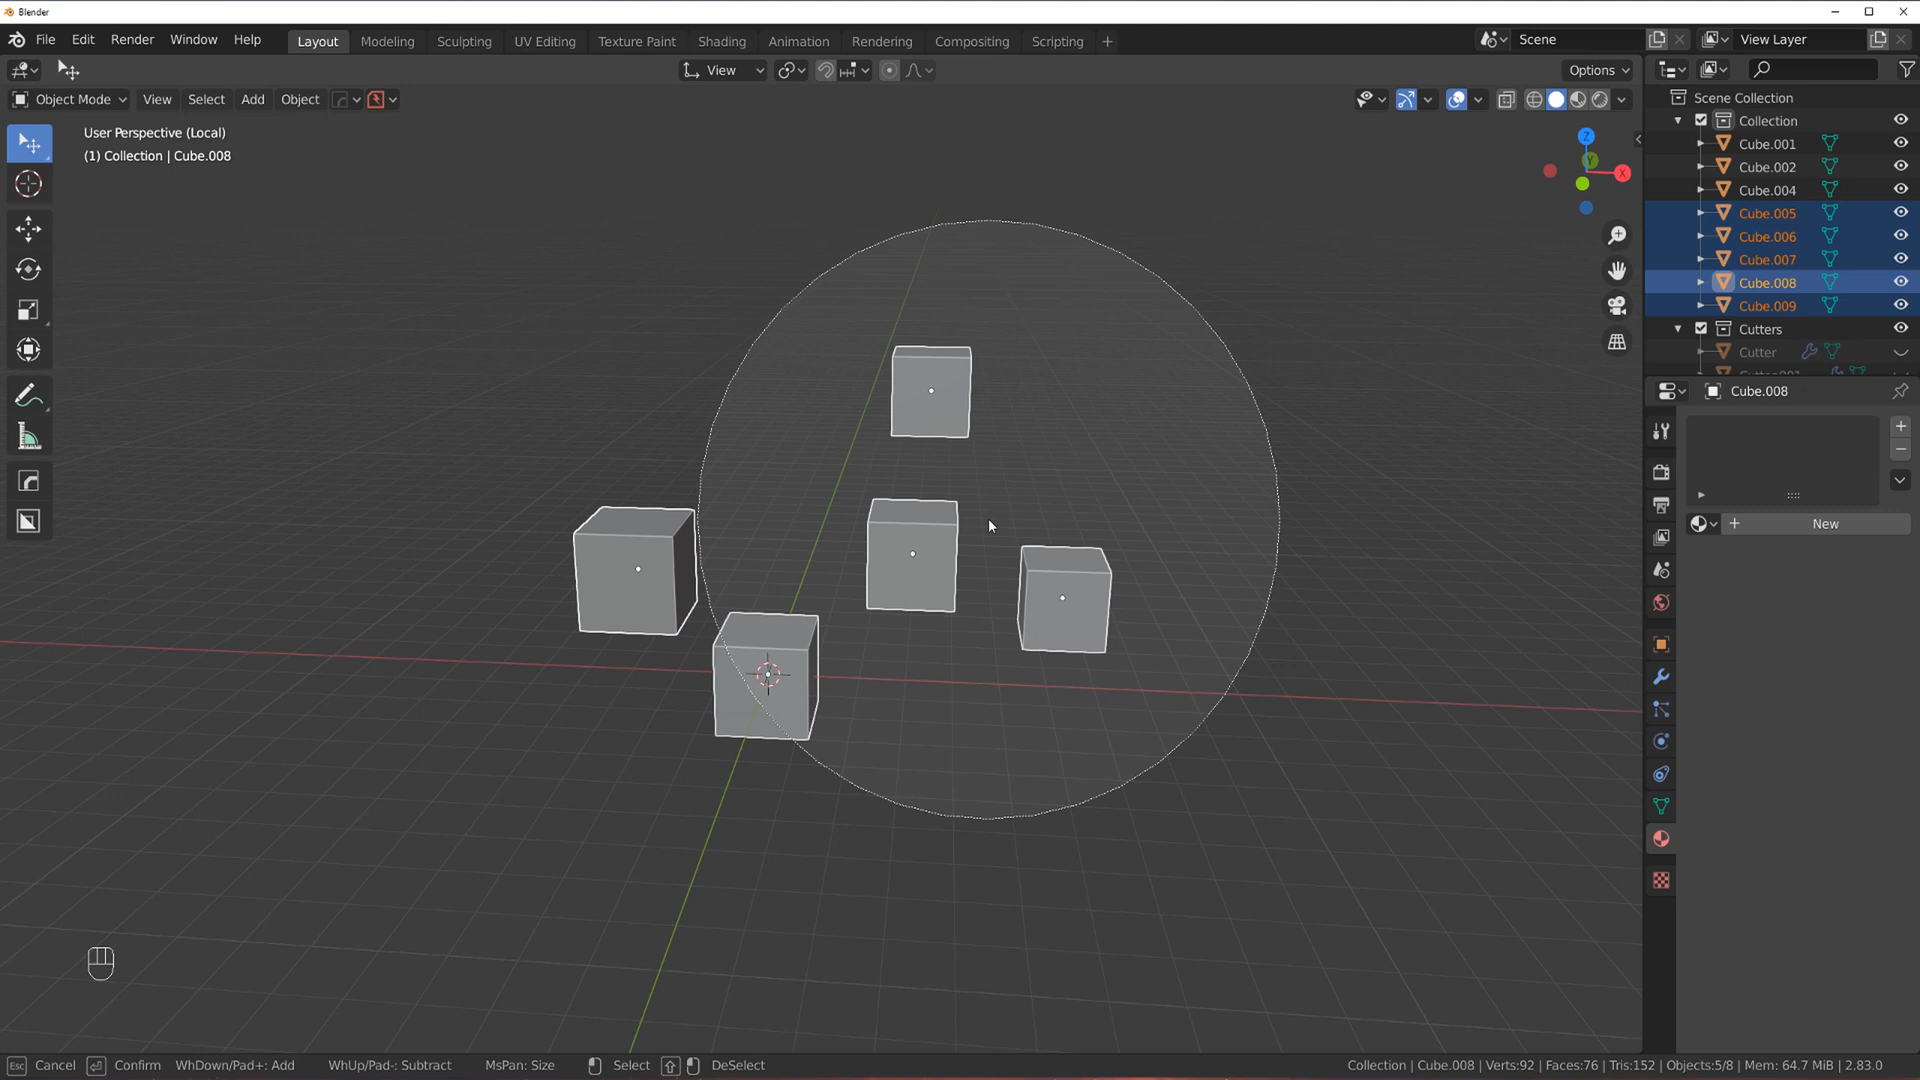 Blender
File Edit Render Window Help
Layout Modeling Sculpting UV Editing Texture Paint Shading Animation Rendering Compositing Scripting +
Scene
View Layer
View
Options
Object Mode View Select Add Object
User Perspective (Local)
(1) Collection | Cube.008
Z
Y
X
Scene Collection
Collection
Cube.001
Cube.002
Cube.004
Cube.005
Cube.006
Cube.007
Cube.008
Cube.009
Cutters
Cutter
Cube.008
New
Esc Cancel Confirm WhDown/Pad+: Add WhUp/Pad-: Subtract MsPan: Size Select DeSelect
Collection | Cube.008 | Verts:92 | Faces:76 | Tris:152 | Objects:5/8 | Mem: 64.7 MiB | 2.83.0